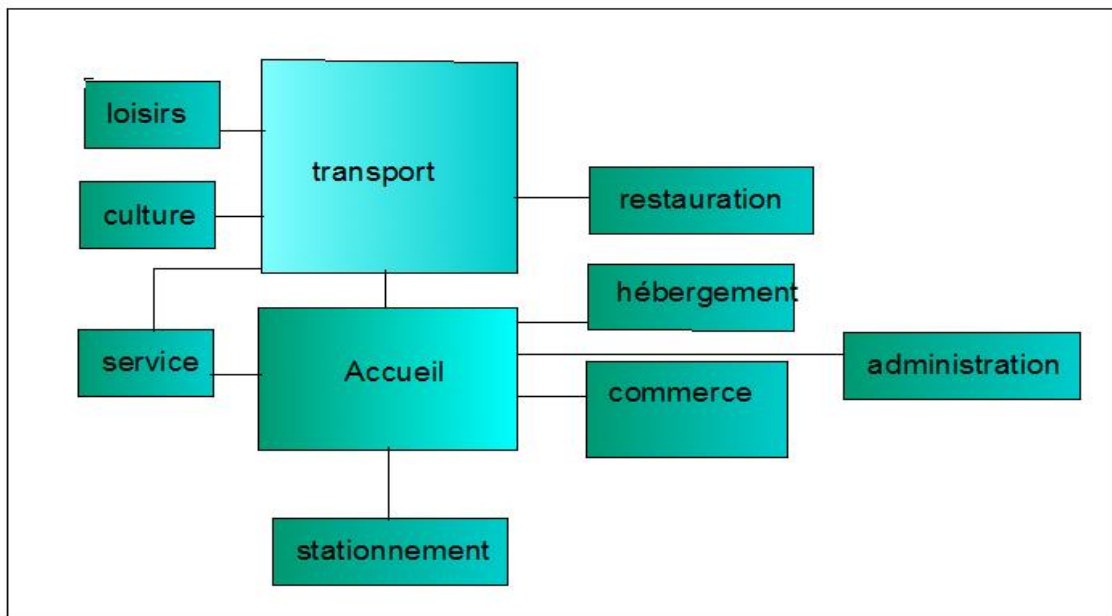 loisirs
transport
culture
restauration
hébergement
service
Accueil
commerce
administration
stationnement